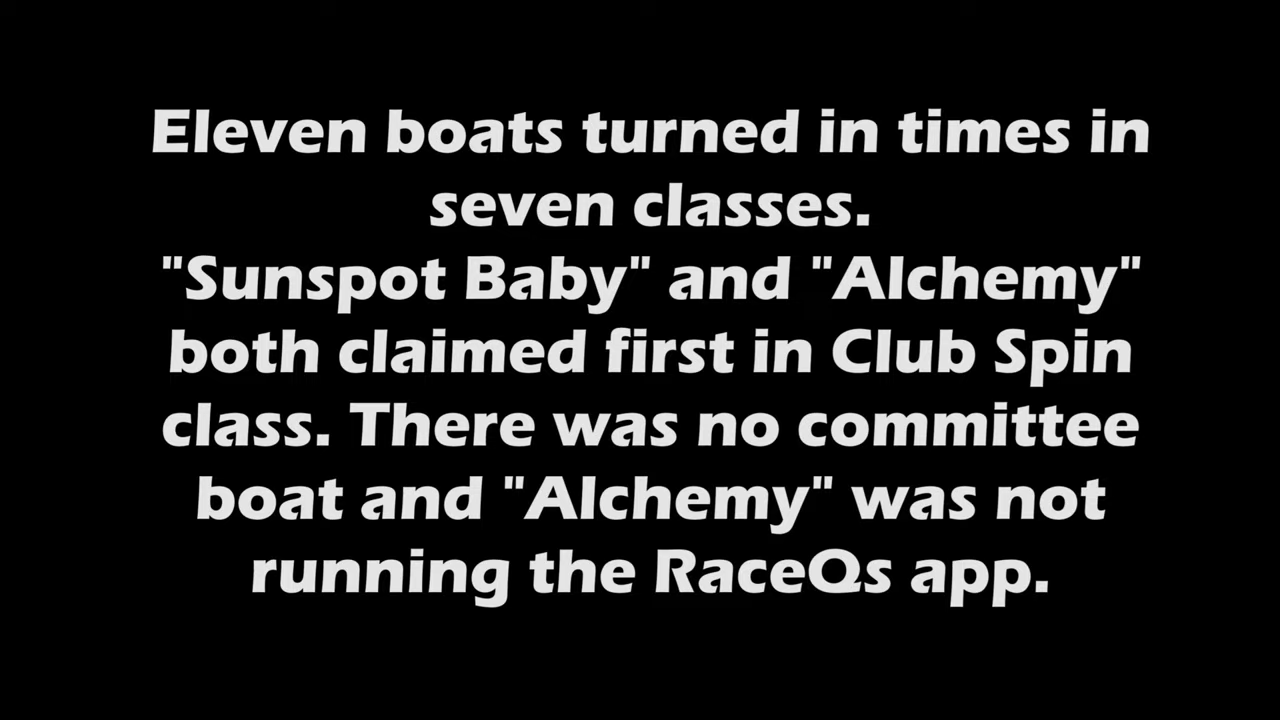 Eleven boats turned in times in
seven classes.
"Sunspot Baby" and "Alchemy"
both claimed first in Club Spin
class. There was no committee
boat and "Alchemy" was not
running the RaceQs app.